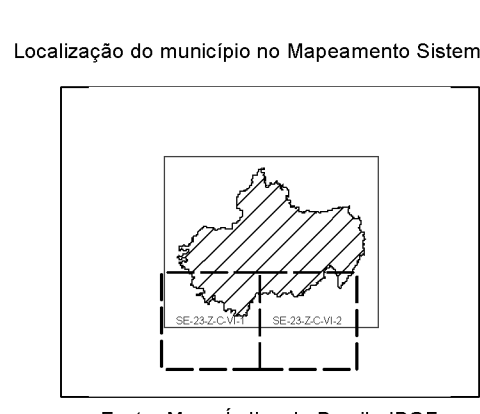 Localização do município no Mapeamento Sistem
SE-23-Z-C-VI-1 SE-23-Z-C-VI-2